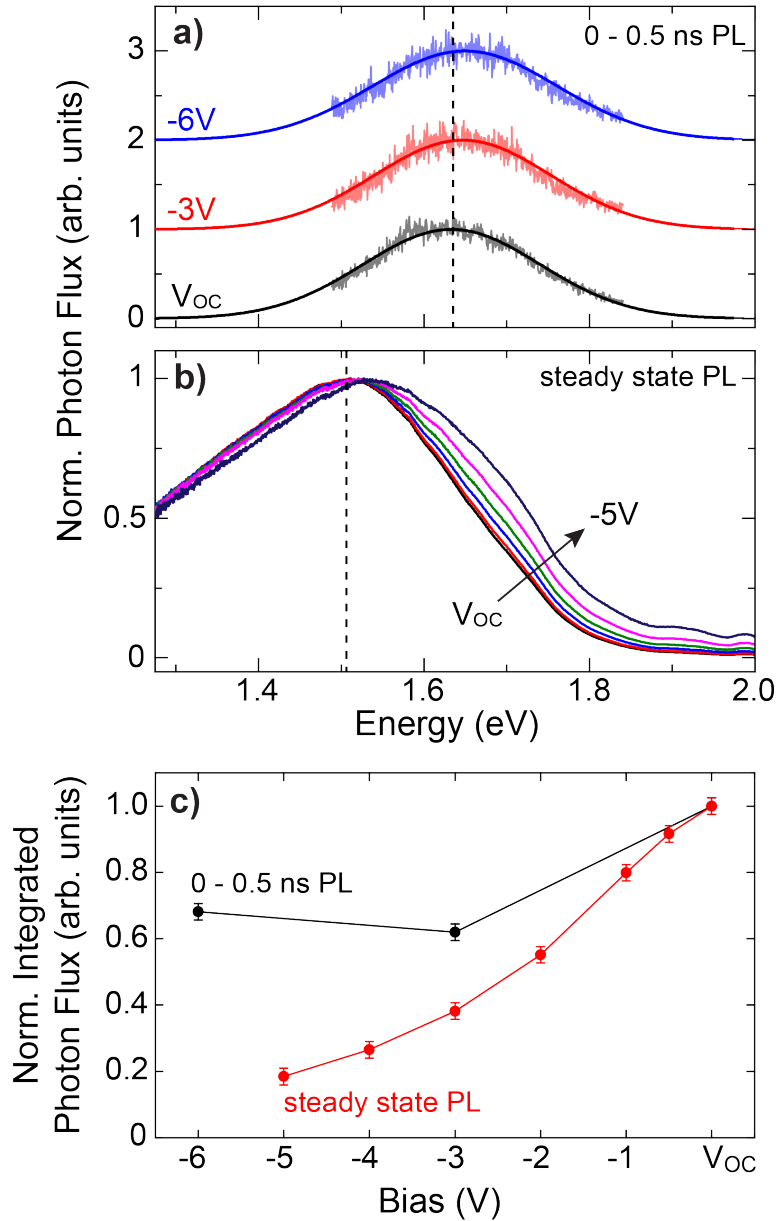 a)
0 - 0.5 ns PL
3
-6V
2
-3V
1
VOC
0
Norm. Photon Flux (arb. units)
b)
steady state PL
1
0.5
0
-5V
VOC
1.4 1.6 1.8 2.0
Energy (eV)
c)
1.0
0.8
0.6
0.4
0.2
0
Norm. Integrated
Photon Flux (arb. units)
0 - 0.5 ns PL
steady state PL
-6 -5 -4 -3 -2 -1 VOC
Bias (V)